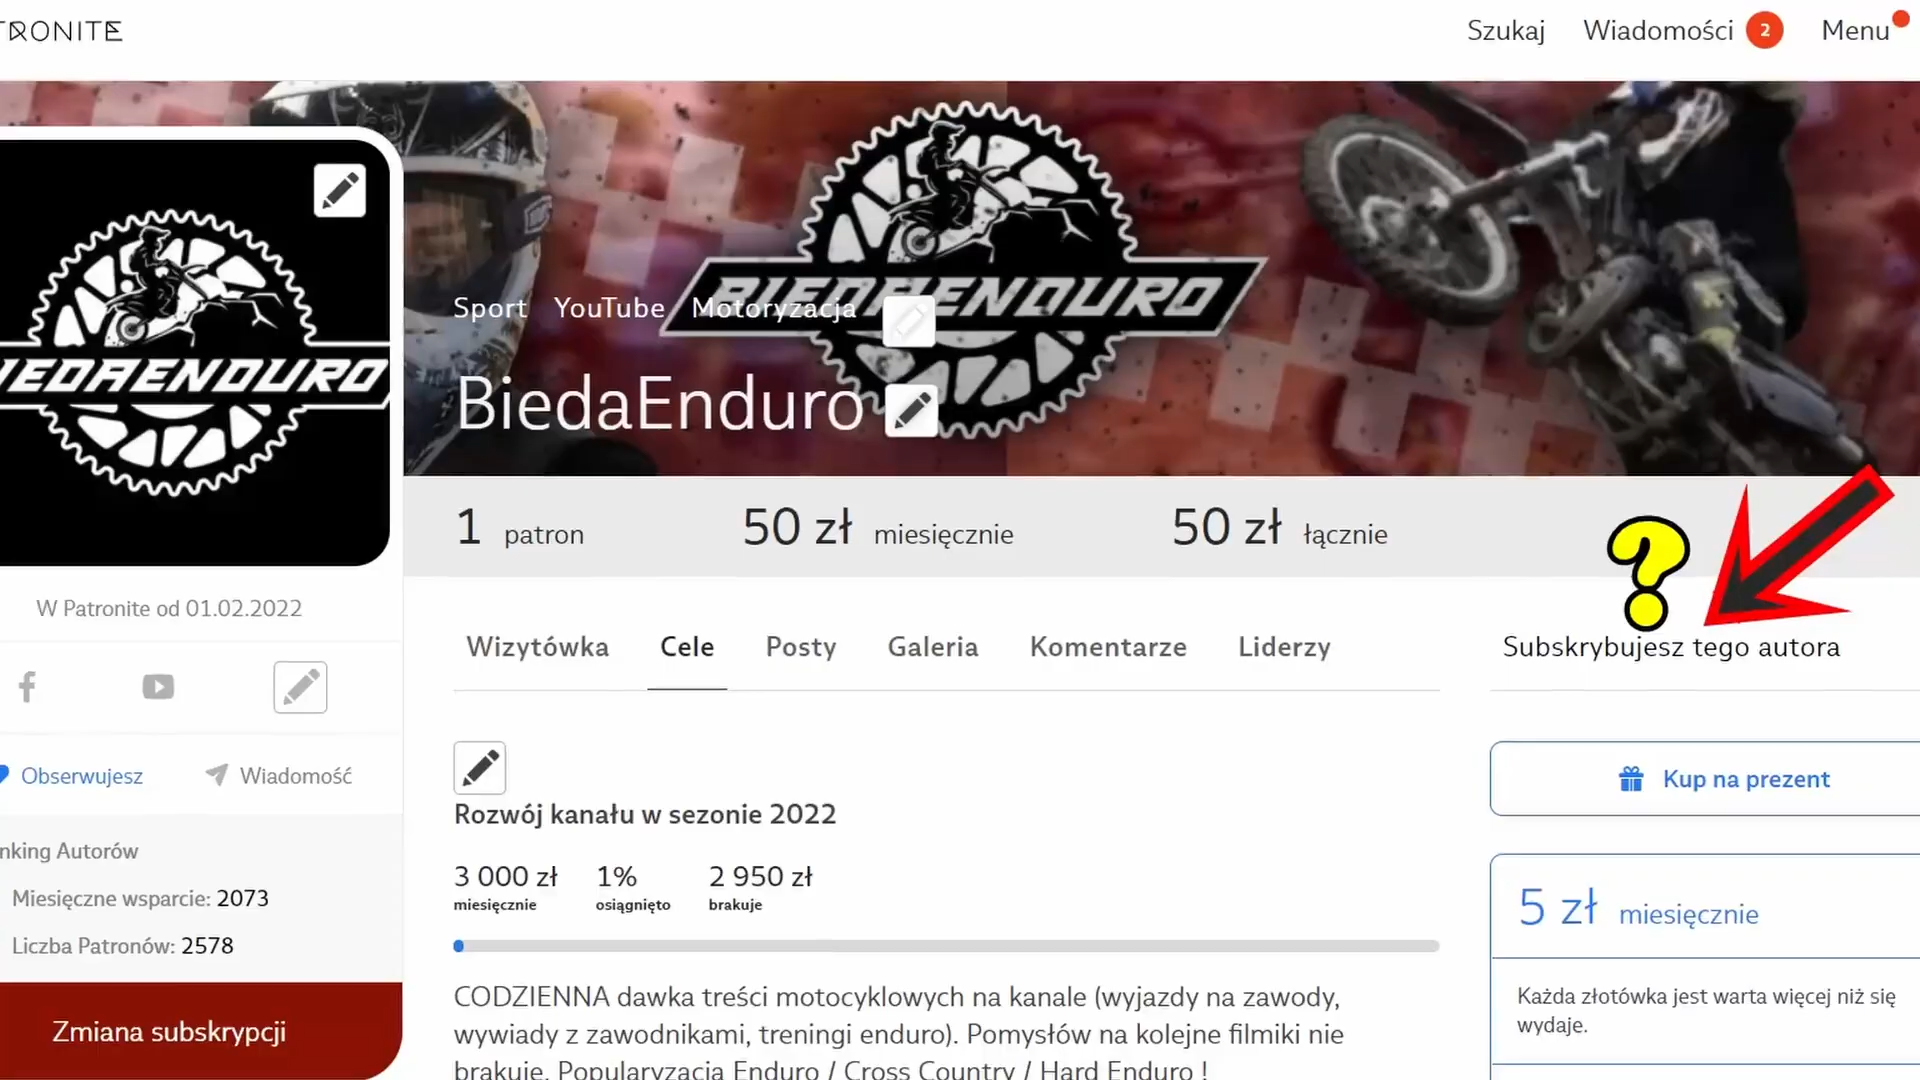 TRONITE
Szukaj Wiadomości 2 Menu
BIEDAENDURO
IEDAENDURO
Sport YouTube Motoryzacja
BiedaEnduro
1 patron 50 zł miesięcznie 50 zł łącznie
?
W Patronite od 01.02.2022
Wizytówka Cele Posty Galeria Komentarze Liderzy
Subskrybujesz tego autora
Obserwujesz Wiadomość
Kup na prezent
Rozwój kanału w sezonie 2022
nking Autorów
3 000 zł 1% 2 950 zł
miesięcznie osiągnięto brakuje
Miesięczne wsparcie: 2073
Liczba Patronów: 2578
5 zł miesięcznie
Każda złotówka jest warta więcej niż się
wydaje.
CODZIENNA dawka treści motocyklowych na kanale (wyjazdy na zawody,
wywiady z zawodnikami, treningi enduro). Pomysłów na kolejne filmiki nie
brakuje. Popularyzacja Enduro / Cross Country / Hard Enduro !
Zmiana subskrypcji